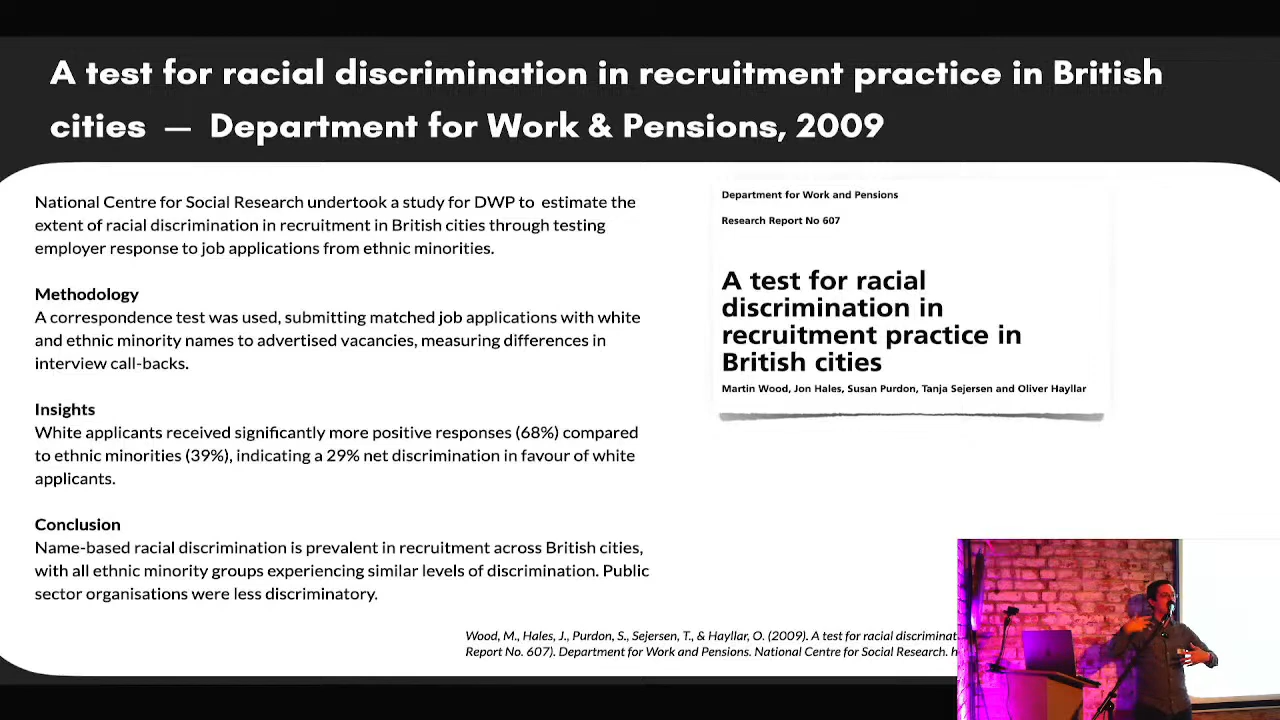 A test for racial discrimination in recruitment practice in British
cities — Department for Work & Pensions, 2009
National Centre for Social Research undertook a study for DWP to estimate the
extent of racial discrimination in recruitment in British cities through testing
employer response to job applications from ethnic minorities.
Methodology
A correspondence test was used, submitting matched job applications with white
and ethnic minority names to advertised vacancies, measuring differences in
interview call-backs.
Insights
White applicants received significantly more positive responses (68%) compared
to ethnic minorities (39%), indicating a 29% net discrimination in favour of white
applicants.
Conclusion
Name-based racial discrimination is prevalent in recruitment across British cities,
with all ethnic minority groups experiencing similar levels of discrimination. Public
sector organisations were less discriminatory.
Department for Work and Pensions
Research Report No 607
A test for racial
discrimination in
recruitment practice in
British cities
Martin Wood, Jon Hales, Susan Purdon, Tanja Sejersen and Oliver Hayllar
Wood, M., Hales, J., Purdon, S., Sejersen, T., & Hayllar, O. (2009). A test for racial discriminat
Report No. 607). Department for Work and Pensions. National Centre for Social Research. h